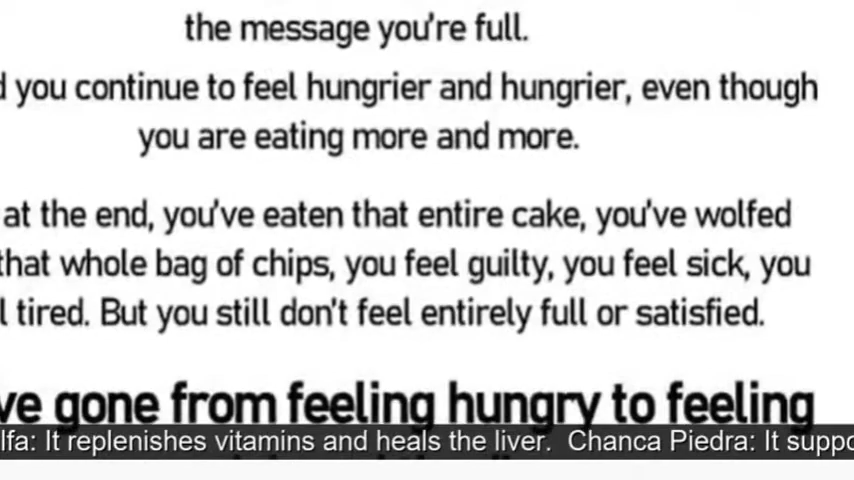 the message you're full.
d you continue to feel hungrier and hungrier, even though
you are eating more and more.
at the end, you've eaten that entire cake, you've wolfed
that whole bag of chips, you feel guilty, you feel sick, you
l tired. But you still don't feel entirely full or satisfied.
ve gone from feeling hungry to feeling
lfa: It replenishes vitamins and heals the liver. Chanca Piedra: It suppo